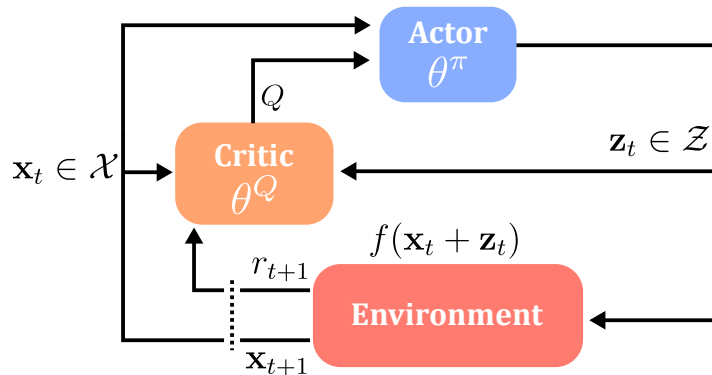 Actor
θ^π
Q
𝐱_t ∈ 𝒳
Critic
θ^Q
𝐳_t ∈ 𝒵
f(𝐱_t + 𝐳_t)
r_{t+1}
Environment
𝐱_{t+1}